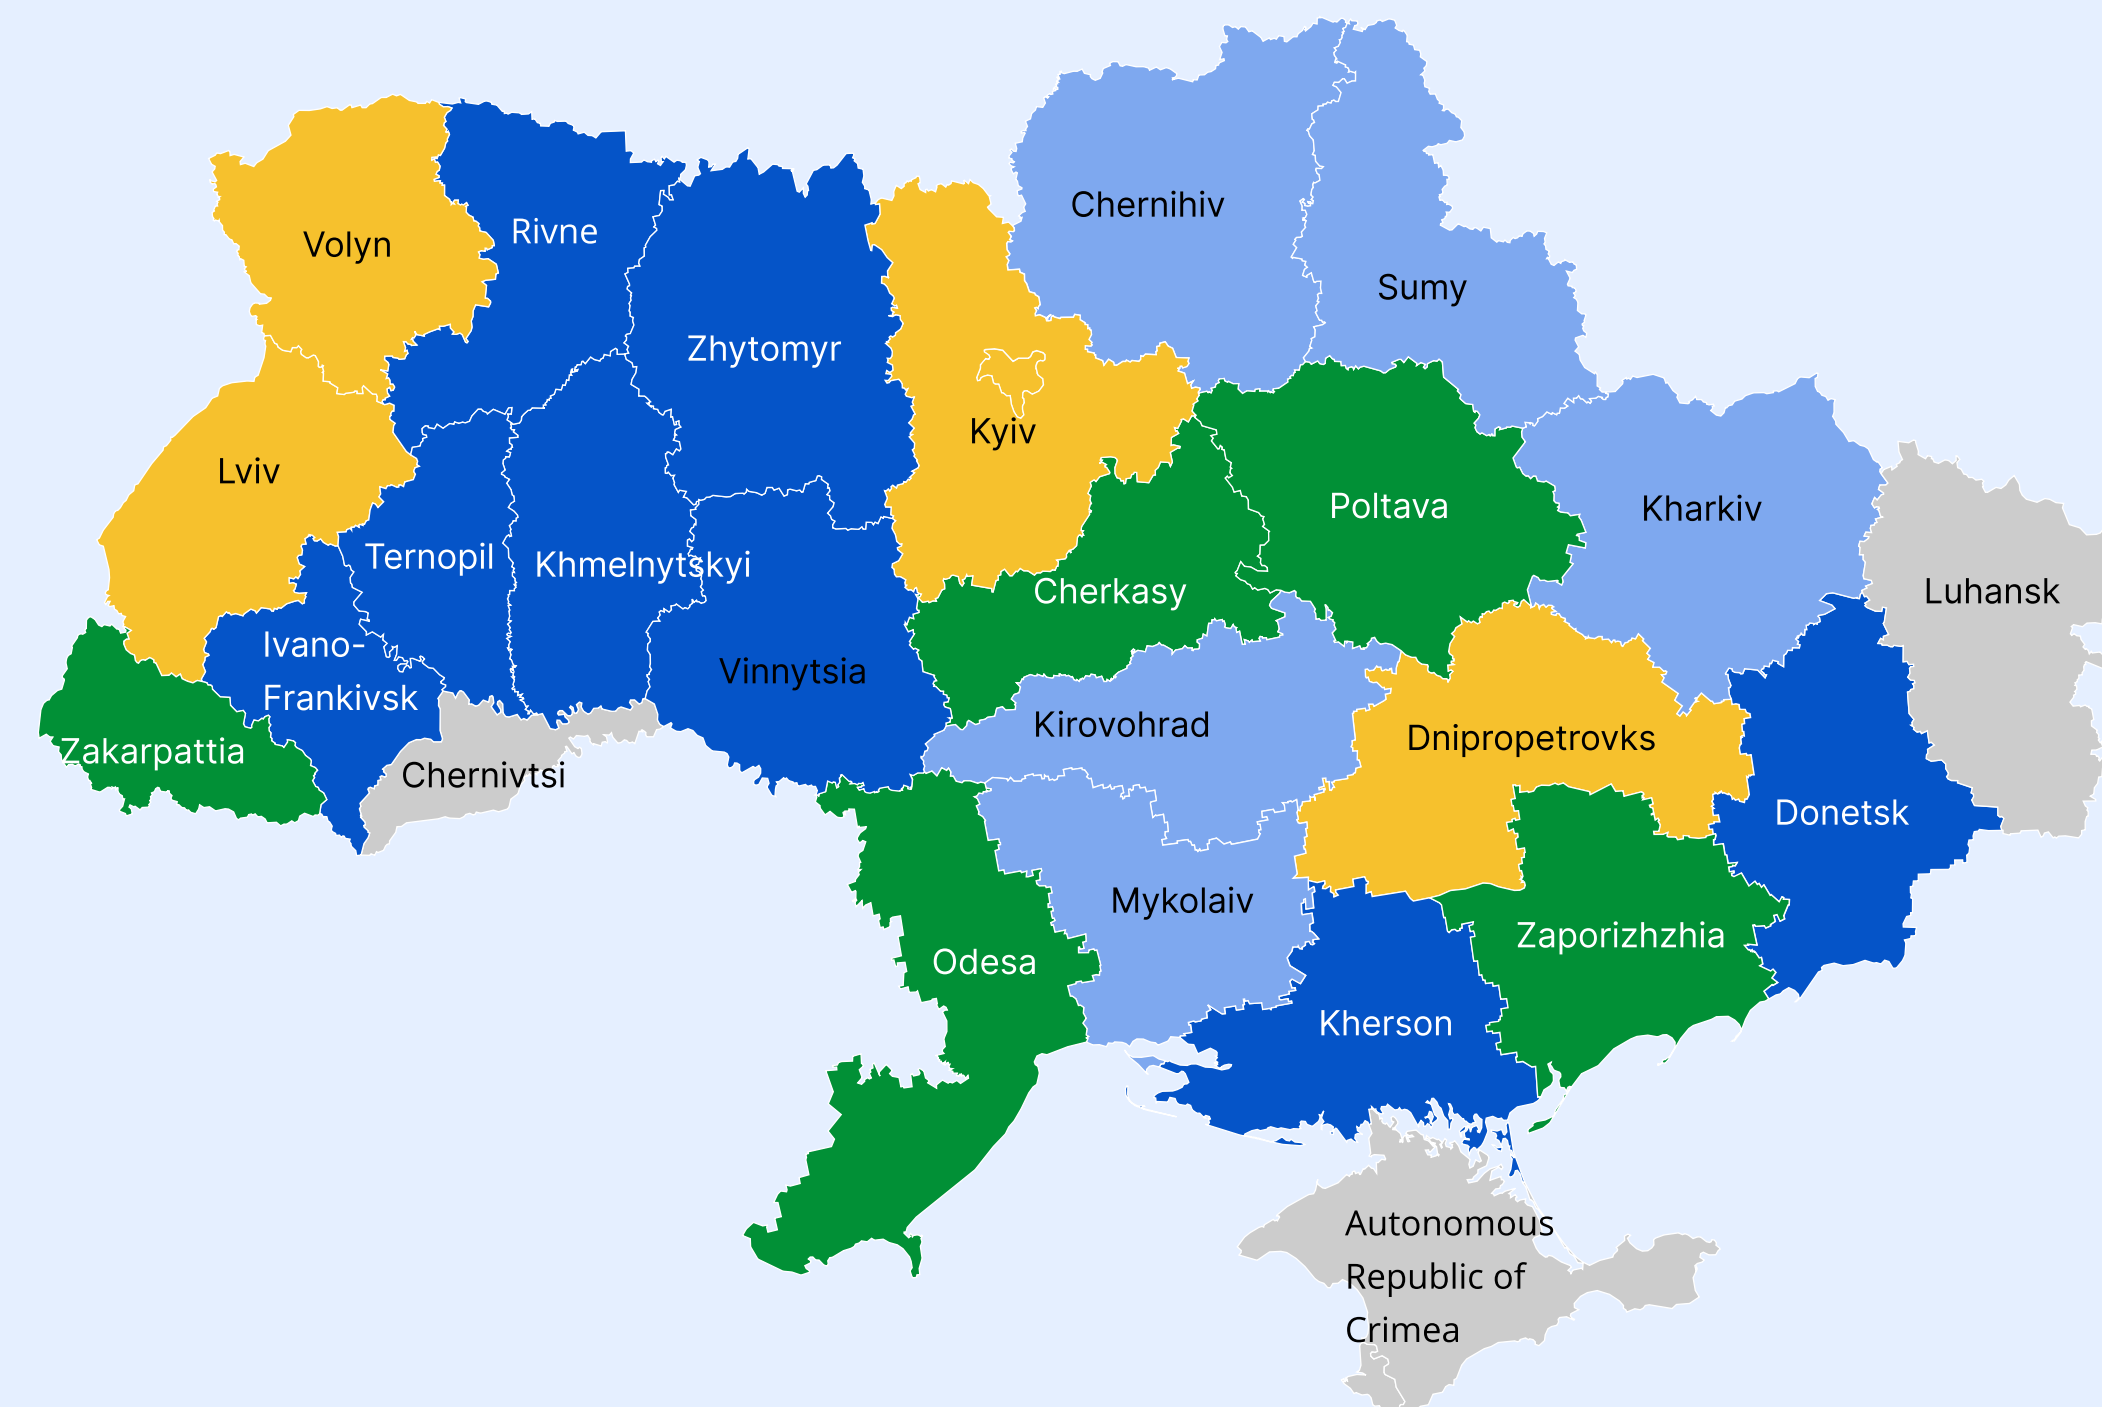 Chernihiv
Volyn
Rivne
Sumy
Zhytomyr
Kyiv
Lviv
Poltava
Kharkiv
Ternopil
Khmelnytskyi
Cherkasy
Luhansk
Ivano-
Frankivsk
Vinnytsia
Kirovohrad
Dnipropetrovks
Zakarpattia
Chernivtsi
Donetsk
Mykolaiv
Zaporizhzhia
Odesa
Kherson
Autonomous
Republic of
Crimea